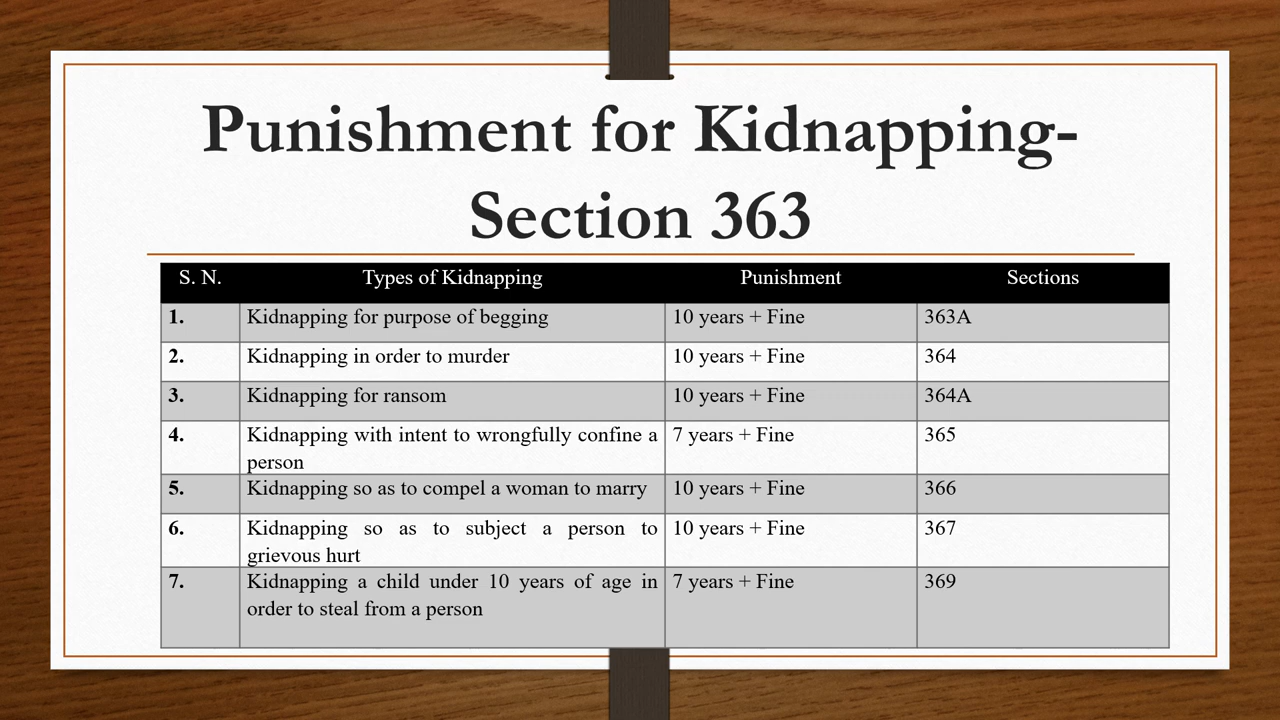 Punishment for Kidnapping-
Section 363
S. N. Types of Kidnapping Punishment Sections
1. Kidnapping for purpose of begging 10 years + Fine 363A
2. Kidnapping in order to murder 10 years + Fine 364
3. Kidnapping for ransom 10 years + Fine 364A
4. Kidnapping with intent to wrongfully confine a 7 years + Fine 365
person
5. Kidnapping so as to compel a woman to marry 10 years + Fine 366
6. Kidnapping so as to subject a person to 10 years + Fine 367
grievous hurt
7. Kidnapping a child under 10 years of age in 7 years + Fine 369
order to steal from a person